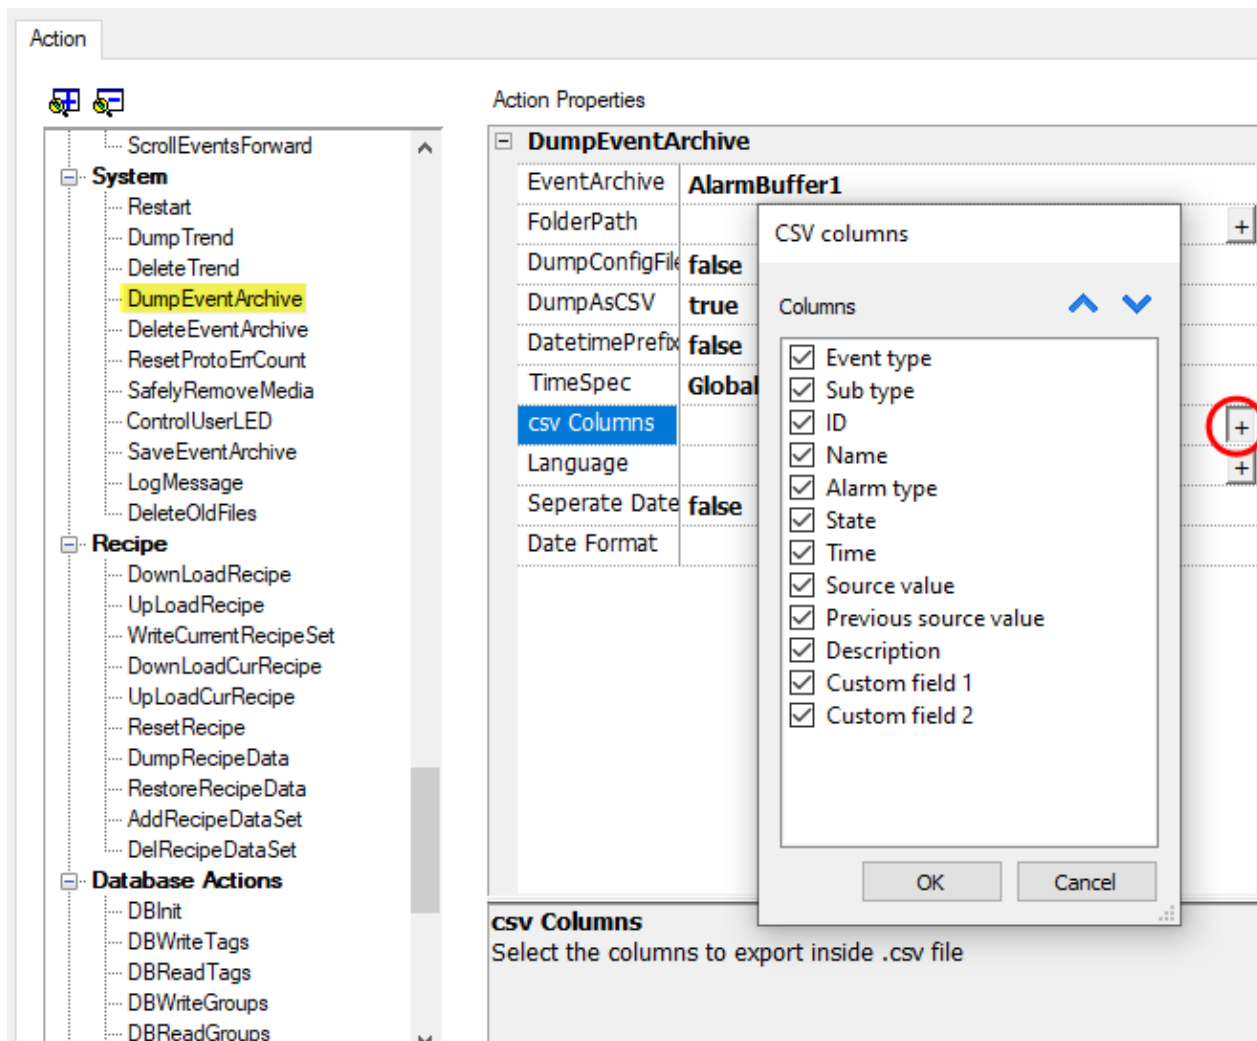 Action
ScrollEventsForward
System
Restart
DumpTrend
DeleteTrend
DumpEventArchive
DeleteEventArchive
ResetProtoErrCount
SafelyRemoveMedia
ControlUserLED
SaveEventArchive
LogMessage
DeleteOldFiles
Recipe
DownLoadRecipe
UpLoadRecipe
WriteCurrentRecipeSet
DownLoadCurRecipe
UpLoadCurRecipe
ResetRecipe
DumpRecipeData
RestoreRecipeData
AddRecipeDataSet
DelRecipeDataSet
Database Actions
DBInit
DBWriteTags
DBReadTags
DBWriteGroups
DBReadGroups
Action Properties
DumpEventArchive
EventArchive AlarmBuffer1
FolderPath +
DumpConfigFile false
DumpAsCSV true
DatetimePrefix false
TimeSpec Global
csv Columns +
Language +
Seperate Date false
Date Format
CSV columns
Columns
Event type
Sub type
ID
Name
Alarm type
State
Time
Source value
Previous source value
Description
Custom field 1
Custom field 2
OK Cancel
csv Columns
Select the columns to export inside .csv file